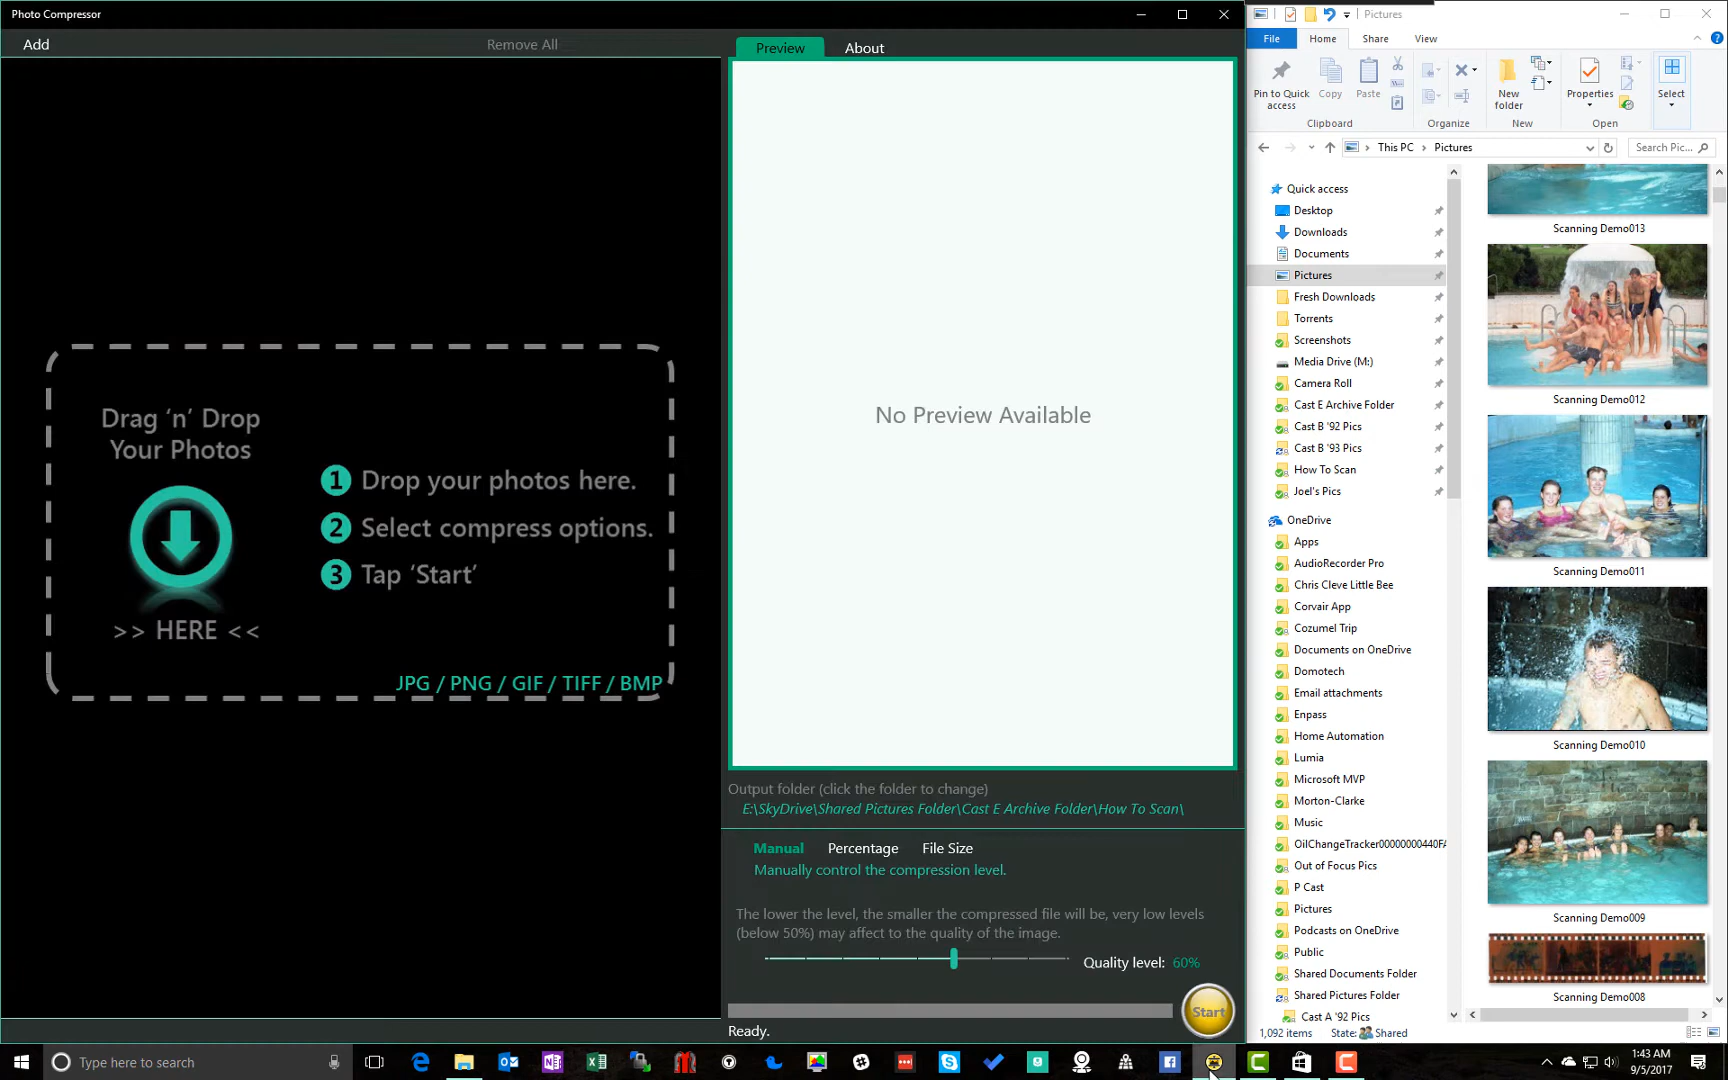 Photo Compressor
Add
Remove All
Preview
About
No Preview Available
Drag ‘n’ Drop
Your Photos
>> HERE <<
1 Drop your photos here.
2 Select compress options.
3 Tap ‘Start’
JPG / PNG / GIF / TIFF / BMP
Output folder (click the folder to change)
E:\SkyDrive\Shared Pictures Folder\Cast E Archive Folder\How To Scan\
Manual
Percentage
File Size
Manually control the compression level.
The lower the level, the smaller the compressed file will be, very low levels
(below 50%) may affect to the quality of the image.
Quality level: 60%
Start
Ready.
Pictures
File
Home
Share
View
Pin to Quick
access
Copy
Paste
New
folder
Properties
Select
Clipboard
Organize
New
Open
This PC
Pictures
Search Pic...
Quick access
Desktop
Downloads
Documents
Pictures
Fresh Downloads
Torrents
Screenshots
Media Drive (M:)
Camera Roll
Cast E Archive Folder
Cast B '92 Pics
Cast B '93 Pics
How To Scan
Joel's Pics
OneDrive
Apps
AudioRecorder Pro
Chris Cleve Little Bee
Corvair App
Cozumel Trip
Documents on OneDrive
Domotech
Email attachments
Enpass
Home Automation
Lumia
Microsoft MVP
Morton-Clarke
Music
OilChangeTracker00000000440FA
Out of Focus Pics
P Cast
Pictures
Podcasts on OneDrive
Public
Shared Documents Folder
Shared Pictures Folder
Cast A '92 Pics
Scanning Demo013
Scanning Demo012
Scanning Demo011
Scanning Demo010
Scanning Demo009
Scanning Demo008
1,092 items
State:
Shared
Type here to search
1:43 AM
9/5/2017